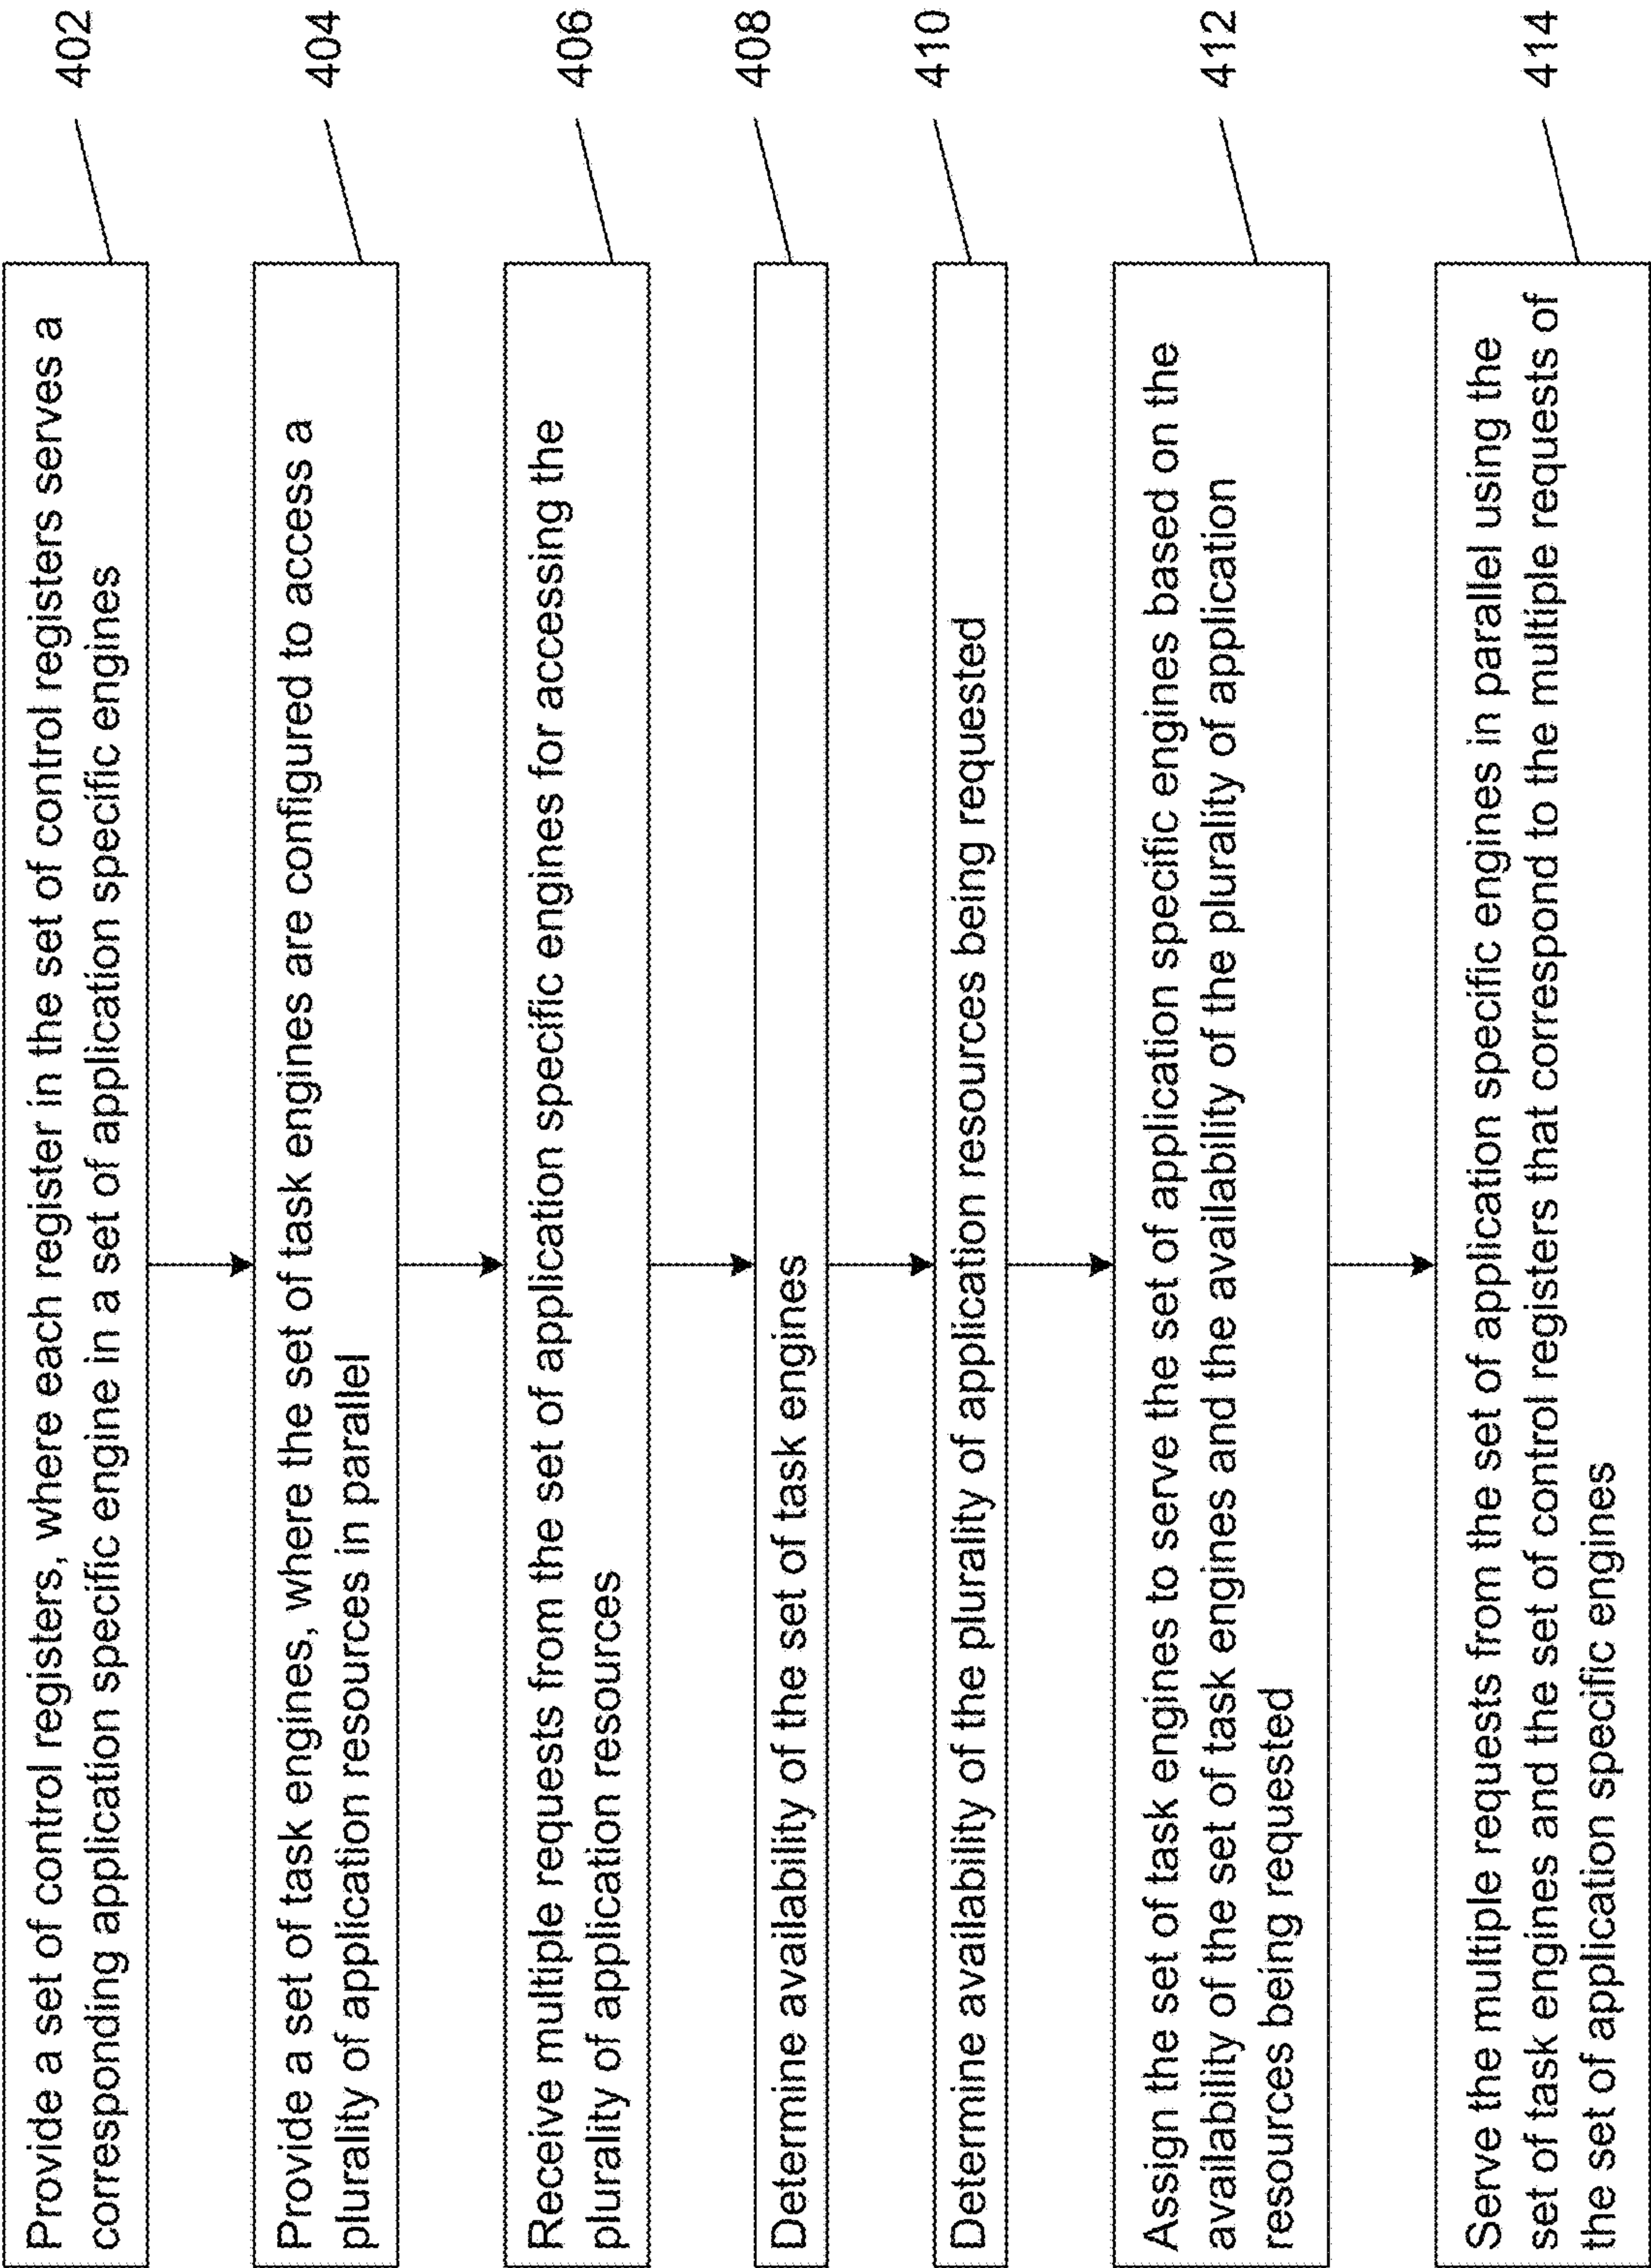 Provide a set of control registers, where each register in the set of control registers serves a
corresponding application specific engine in a set of application specific engines
402
Provide a set of task engines, where the set of task engines are configured to access a
plurality of application resources in parallel
404
Receive multiple requests from the set of application specific engines for accessing the
plurality of application resources
406
Determine availability of the set of task engines
408
Determine availability of the plurality of application resources being requested
410
Assign the set of task engines to serve the set of application specific engines based on the
availability of the set of task engines and the availability of the plurality of application
resources being requested
412
Serve the multiple requests from the set of application specific engines in parallel using the
set of task engines and the set of control registers that correspond to the multiple requests of
the set of application specific engines
414